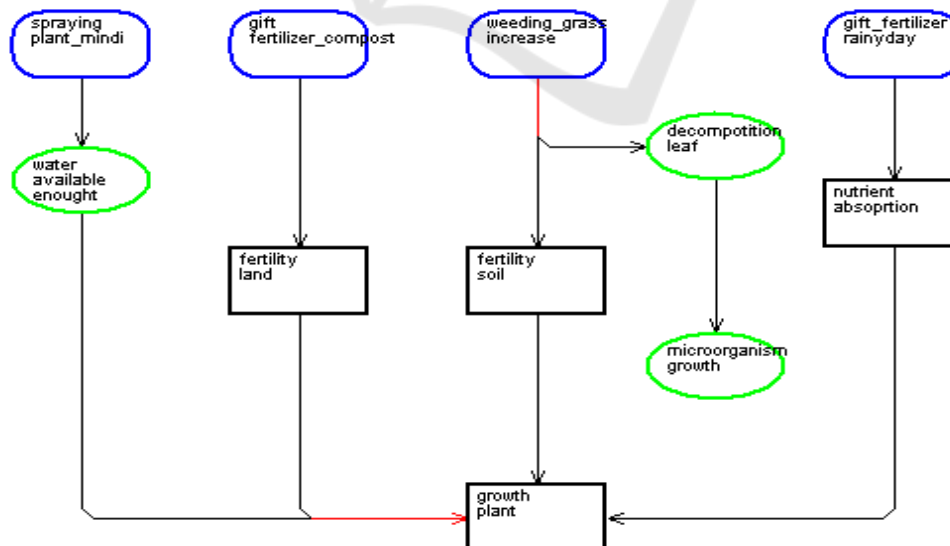 spraying
plant_mindi
gift
fertilizer_compost
weeding_grass
increase
gift_fertilizer
rainyday
decompotition
leaf
water
available
enought
nutrient
absoprtion
fertility
land
fertility
soil
microorganism
growth
growth
plant